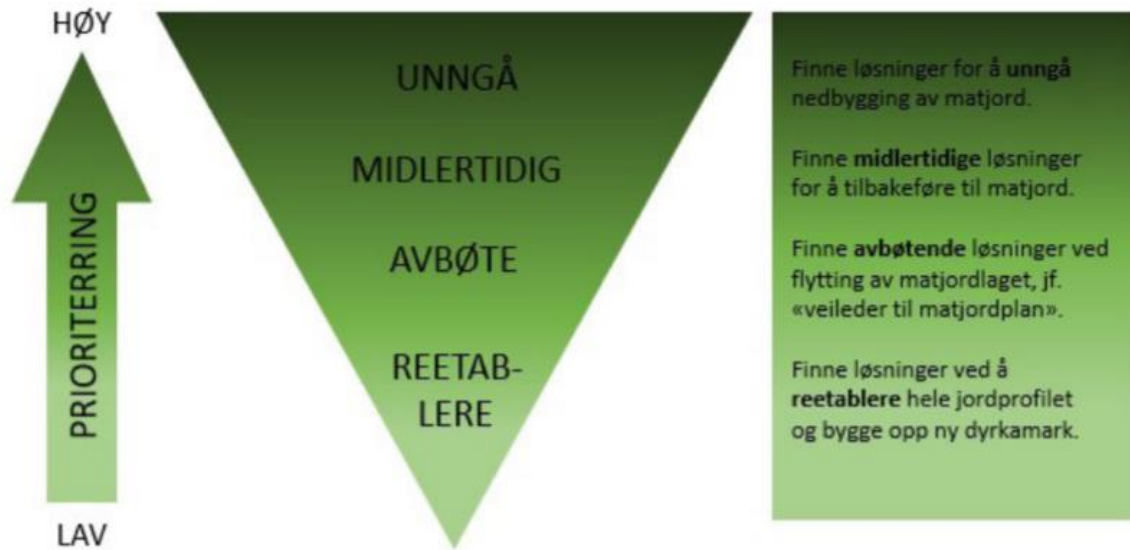 HØY
PRIORITERRING
LAV
UNNGÅ
MIDLERTIDIG
AVBØTE
REETAB-
LERE
Finne løsninger for å unngå
nedbygging av matjord.
Finne midlertidige løsninger
for å tilbakeføre til matjord.
Finne avbøtende løsninger ved
flytting av matjordlaget, jf.
«veileder til matjordplan».
Finne løsninger ved å
reetablere hele jordprofilet
og bygge opp ny dyrkamark.